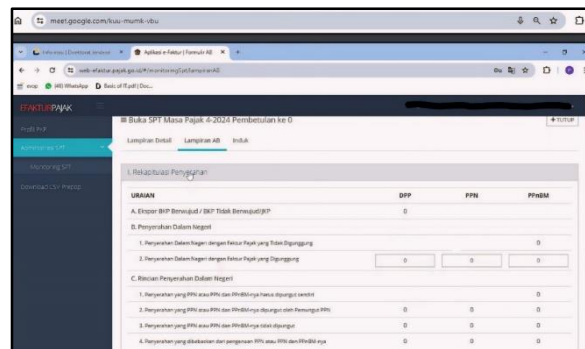 meet.google.com/kuu-mumk-vbu
Aplikasi e-Faktur | Formulir AB
web-efaktur.pajak.go.id/#/monitoringSpt/lampiranAB
(48) WhatsApp
EFAKTURPAJAK
Profil PKP
Buka SPT Masa Pajak 4-2024 Pembetulan ke 0
TUTUP
Administrasi SPT
Lampiran Detail Lampiran AB Induk
Monitoring SPT
I. Rekapitulasi Penyerahan
Download CSV Prepop
URAIAN DPP PPN PPnBM
A. Ekspor BKP Berwujud / BKP Tidak Berwujud/JKP 0
B. Penyerahan Dalam Negeri
1. Penyerahan Dalam Negeri dengan Faktur Pajak yang Tidak Digunggung 0
2. Penyerahan Dalam Negeri dengan Faktur Pajak yang Digunggung 0 0 0
C. Rincian Penyerahan Dalam Negeri
1. Penyerahan yang PPN atau PPN dan PPnBM-nya harus dipungut sendiri 0
2. Penyerahan yang PPN atau PPN dan PPnBM-nya dipungut oleh Pemungut PPN 0 0 0
3. Penyerahan yang PPN atau PPN dan PPnBM-nya tidak dipungut 0 0 0
4. Penyerahan yang dibebaskan dari pengenaan PPN atau PPN dan PPnBM-nya 0 0 0